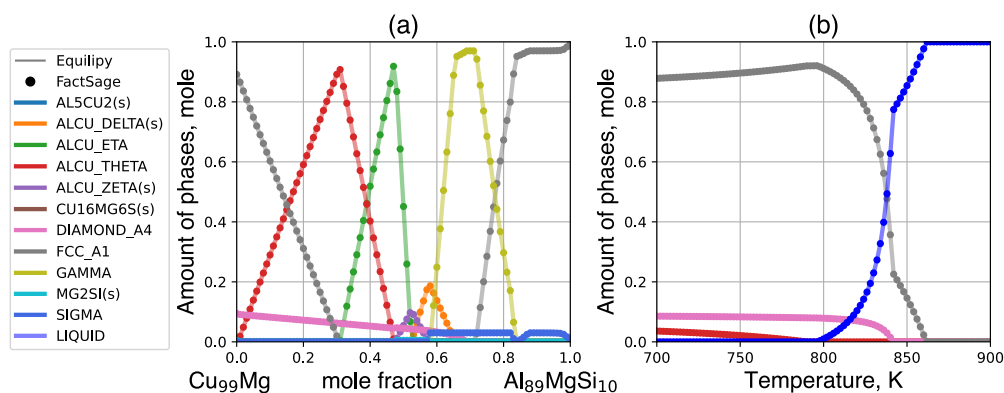 (a)
(b)
Equilipy
FactSage
AL5CU2(s)
ALCU_DELTA(s)
ALCU_ETA
ALCU_THETA
ALCU_ZETA(s)
CU16MG6S(s)
DIAMOND_A4
FCC_A1
GAMMA
MG2SI(s)
SIGMA
LIQUID
Amount of phases, mole
1.0
0.8
0.6
0.4
0.2
0.0
0.0 0.2 0.4 0.6 0.8 1.0
Cu₉₉Mg mole fraction Al₈₉MgSi₁₀
Amount of phases, mole
1.0
0.8
0.6
0.4
0.2
0.0
700 750 800 850 900
Temperature, K